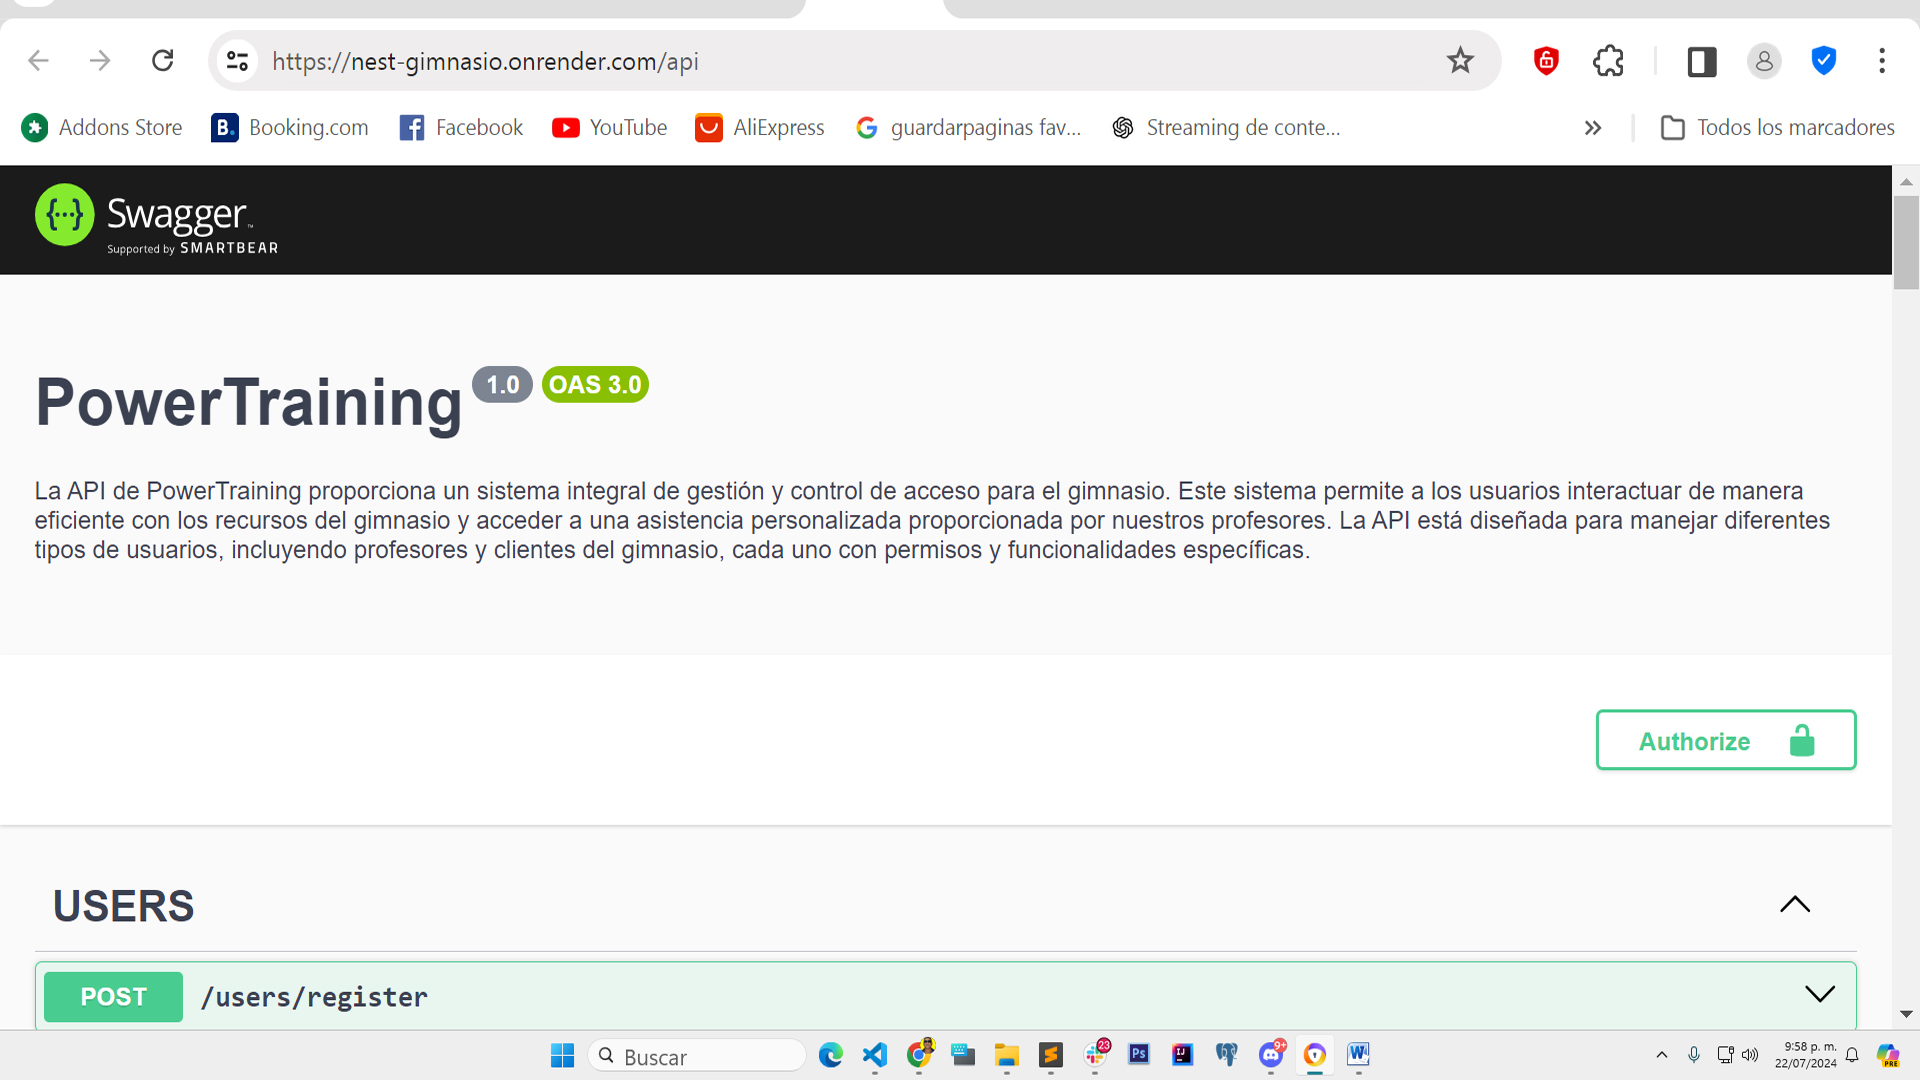 https://nest-gimnasio.onrender.com/api
Addons Store
Booking.com
Facebook
YouTube
AliExpress
guardarpaginas fav...
Streaming de conte...
Todos los marcadores
Swagger
Supported by SMARTBEAR
PowerTraining 1.0 OAS 3.0
La API de PowerTraining proporciona un sistema integral de gestión y control de acceso para el gimnasio. Este sistema permite a los usuarios interactuar de manera
eficiente con los recursos del gimnasio y acceder a una asistencia personalizada proporcionada por nuestros profesores. La API está diseñada para manejar diferentes
tipos de usuarios, incluyendo profesores y clientes del gimnasio, cada uno con permisos y funcionalidades específicas.
Authorize
USERS
POST /users/register
Buscar
23
Ps
IJ
9+
W
9:58 p. m.
22/07/2024
PRE